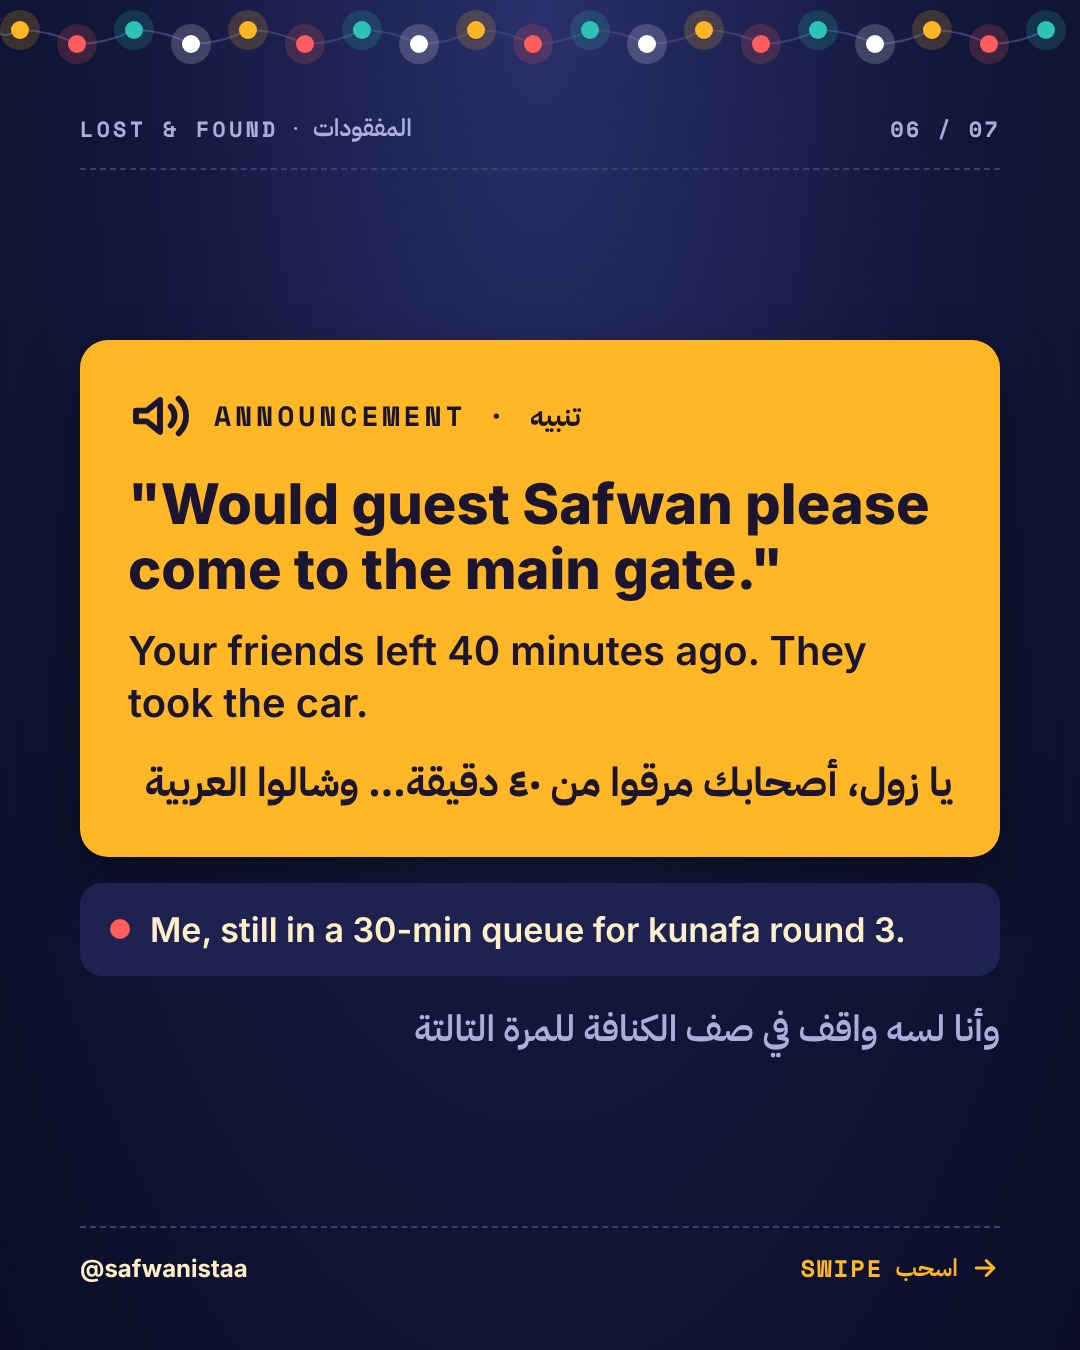 LOST & FOUND · المفقودات
06 / 07
ANNOUNCEMENT · تنبيه
"Would guest Safwan please
come to the main gate."
Your friends left 40 minutes ago. They
took the car.
يا زول، أصحابك مرقوا من ٤٠ دقيقة... وشالوا العربية
Me, still in a 30-min queue for kunafa round 3.
وأنا لسه واقف في صف الكنافة للمرة التالتة
@safwanistaa
SWIPE اسحب →